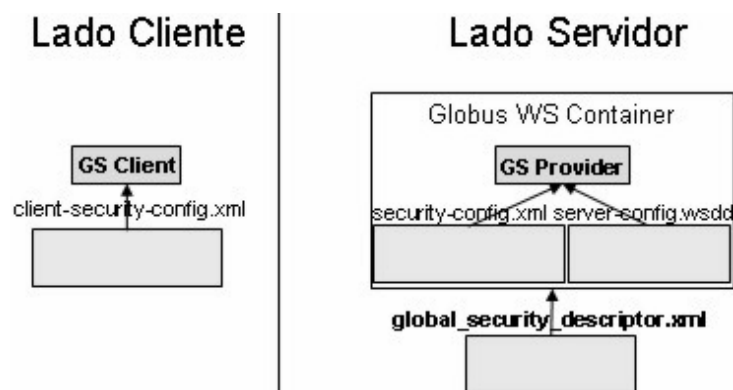 Lado Cliente
Lado Servidor
Globus WS Container
GS Client
GS Provider
client-security-config.xml
security-config.xml server-config.wsdd
global_security_descriptor.xml